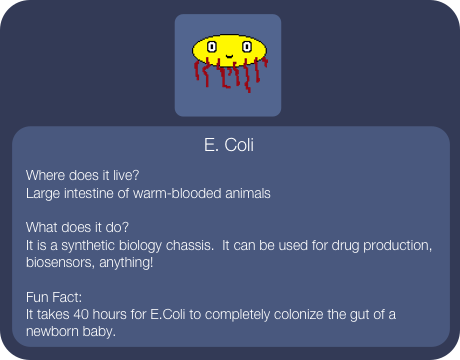 E. Coli
Where does it live?
Large intestine of warm-blooded animals
What does it do?
It is a synthetic biology chassis.  It can be used for drug production,
biosensors, anything!
Fun Fact:
It takes 40 hours for E.Coli to completely colonize the gut of a
newborn baby.